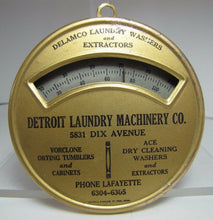 DELAMCO LAUNDRY WASHERS
AND
EXTRACTORS
DETROIT LAUNDRY MACHINERY CO.
5831 DIX AVENUE
VORCLONE
DRYING TUMBLERS
AND
CABINETS
ACE
DRY CLEANING
WASHERS
AND
EXTRACTORS
PHONE LAFAYETTE
6304-6305